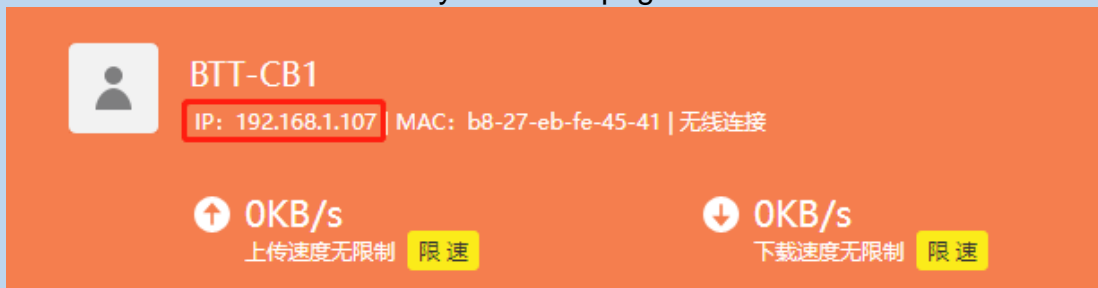 BTT-CB1
IP：192.168.1.107 | MAC：b8-27-eb-fe-45-41 | 无线连接
0KB/s
上传速度无限制 限 速
0KB/s
下载速度无限制 限 速